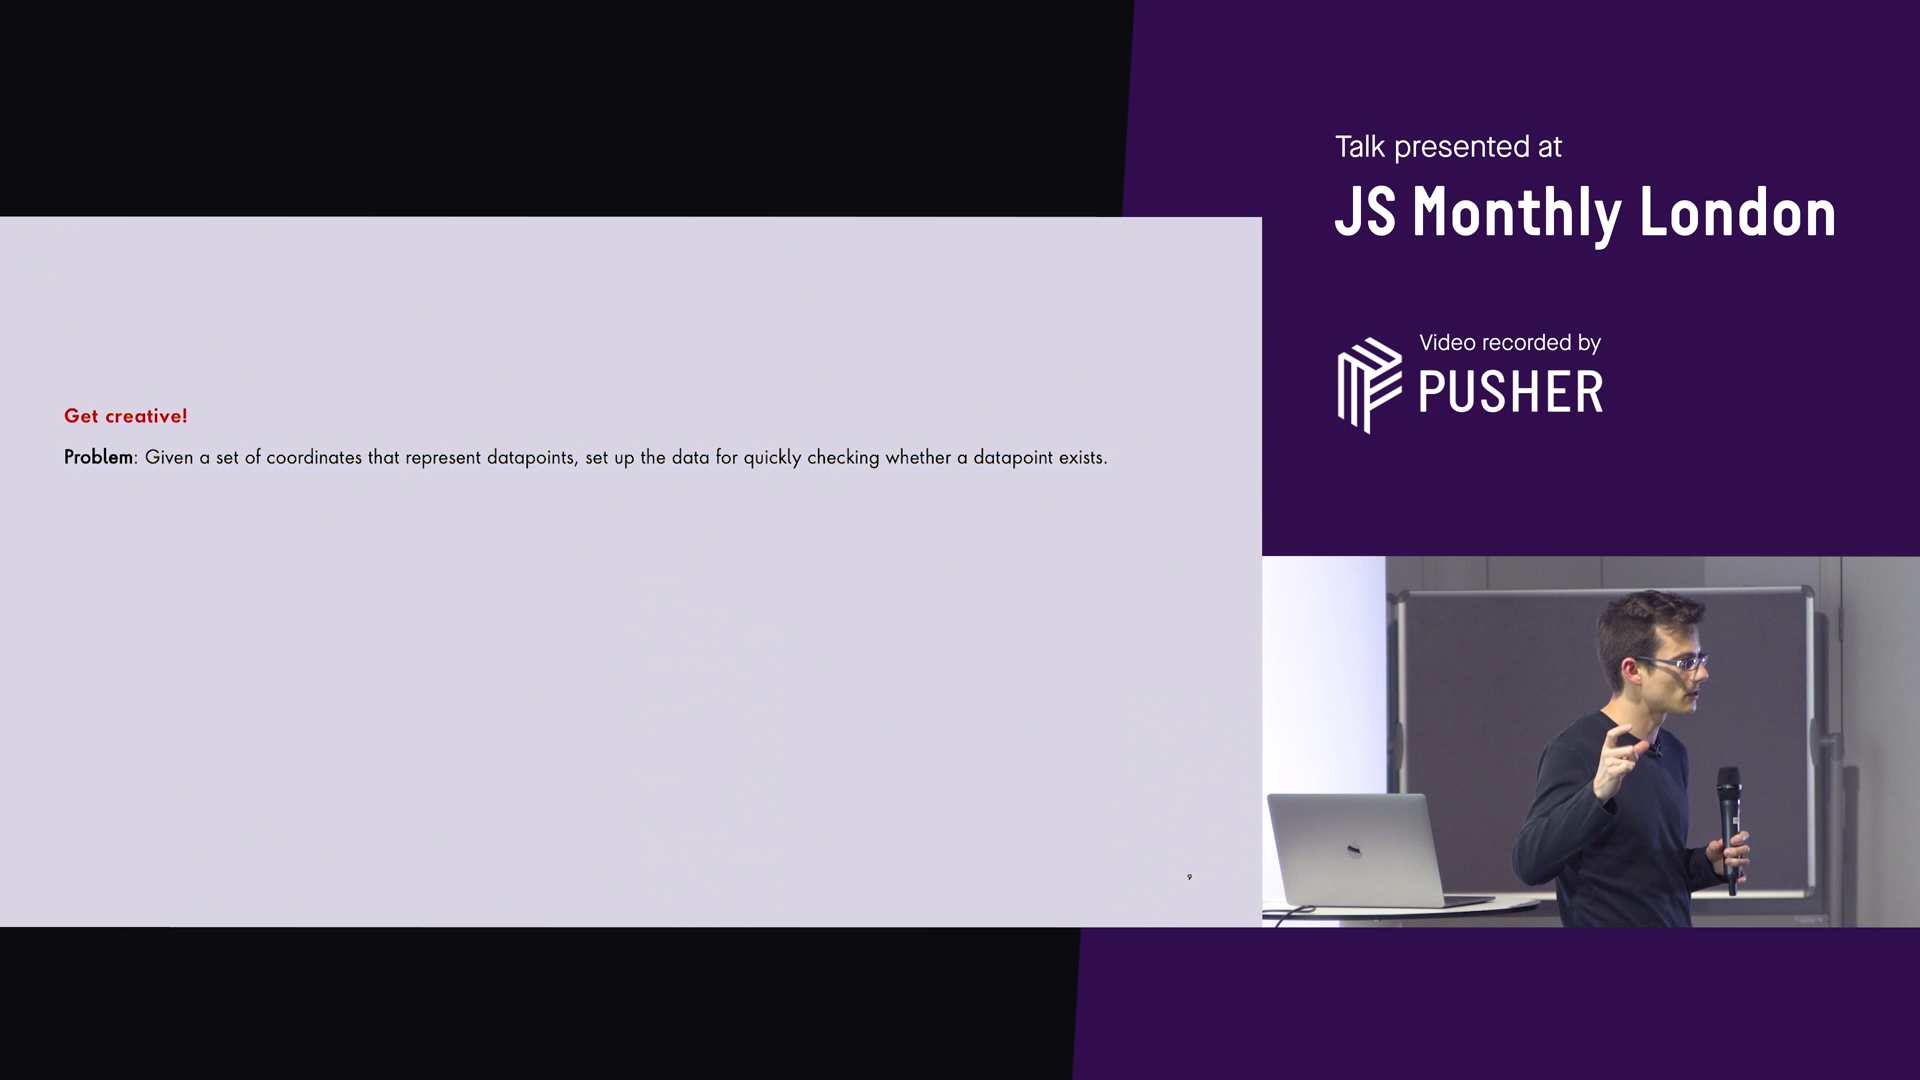 Talk presented at
JS Monthly London
Video recorded by
PUSHER
Get creative!
Problem: Given a set of coordinates that represent datapoints, set up the data for quickly checking whether a datapoint exists.
9